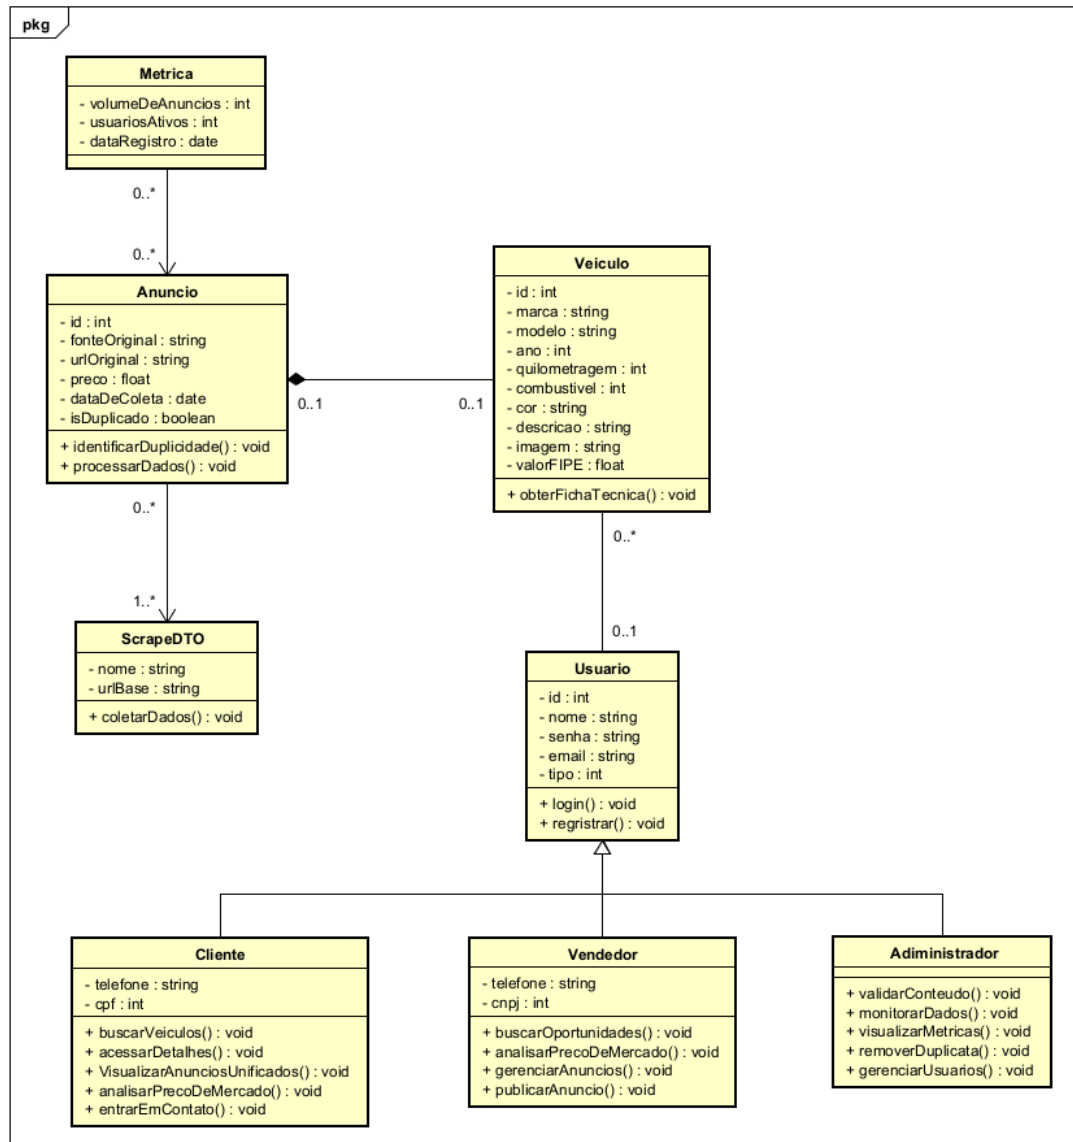 pkg
Metrica
- volumeDeAnuncios : int
- usuariosAtivos : int
- dataRegistro : date
0..*
0..*
Anuncio
- id : int
- fonteOriginal : string
- urlOriginal : string
- preco : float
- dataDeColeta : date
- isDuplicado : boolean
+ identificarDuplicidade() : void
+ processarDados() : void
0..1
0..1
Veiculo
- id : int
- marca : string
- modelo : string
- ano : int
- quilometragem : int
- combustivel : int
- cor : string
- descricao : string
- imagem : string
- valorFIPE : float
+ obterFichaTecnica() : void
0..*
1..*
ScrapeDTO
- nome : string
- urlBase : string
+ coletarDados() : void
0..*
0..1
Usuario
- id : int
- nome : string
- senha : string
- email : string
- tipo : int
+ login() : void
+ regristrar() : void
Cliente
- telefone : string
- cpf : int
+ buscarVeiculos() : void
+ acessarDetalhes() : void
+ VisualizarAnunciosUnificados() : void
+ analisarPrecoDeMercado() : void
+ entrarEmContato() : void
Vendedor
- telefone : string
- cnpj : int
+ buscarOportunidades() : void
+ analisarPrecoDeMercado() : void
+ gerenciarAnuncios() : void
+ publicarAnuncio() : void
Adiministrador
+ validarConteudo() : void
+ monitorarDados() : void
+ visualizarMetricas() : void
+ removerDuplicata() : void
+ gerenciarUsuarios() : void